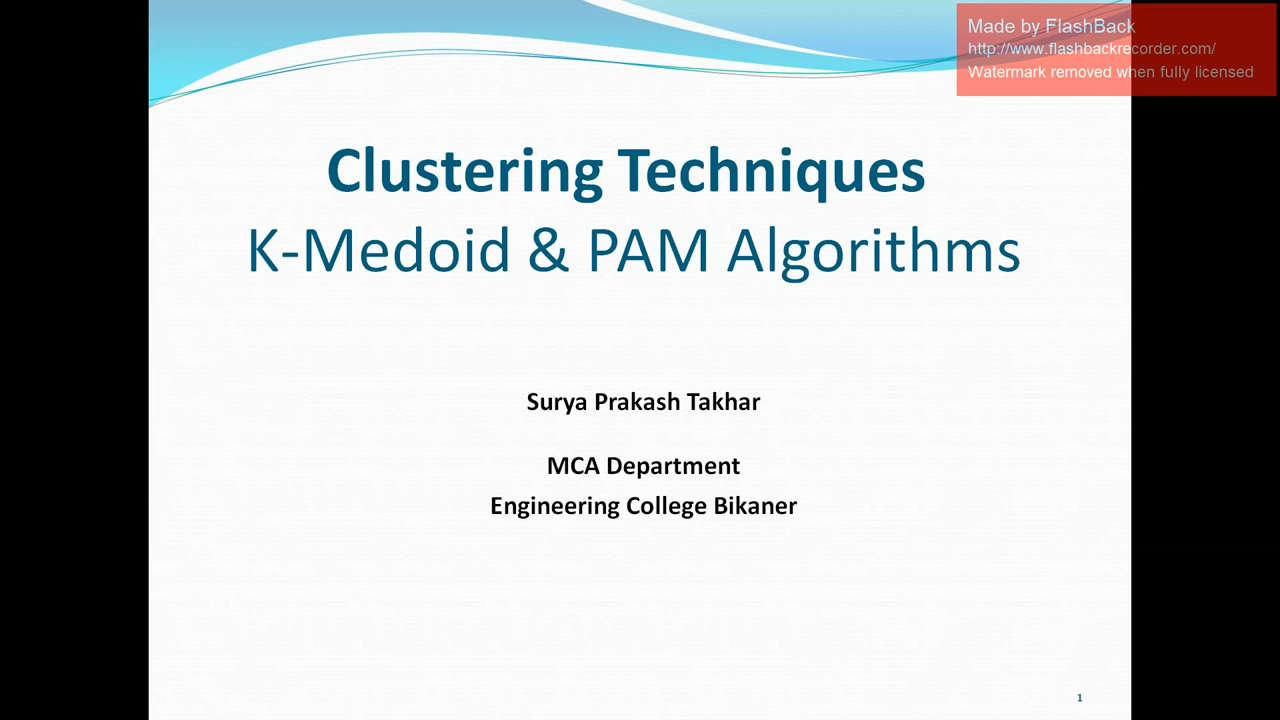 Made by FlashBack
http://www.flashbackrecorder.com/
Watermark removed when fully licensed
Clustering Techniques
K-Medoid & PAM Algorithms
Surya Prakash Takhar
MCA Department
Engineering College Bikaner
1